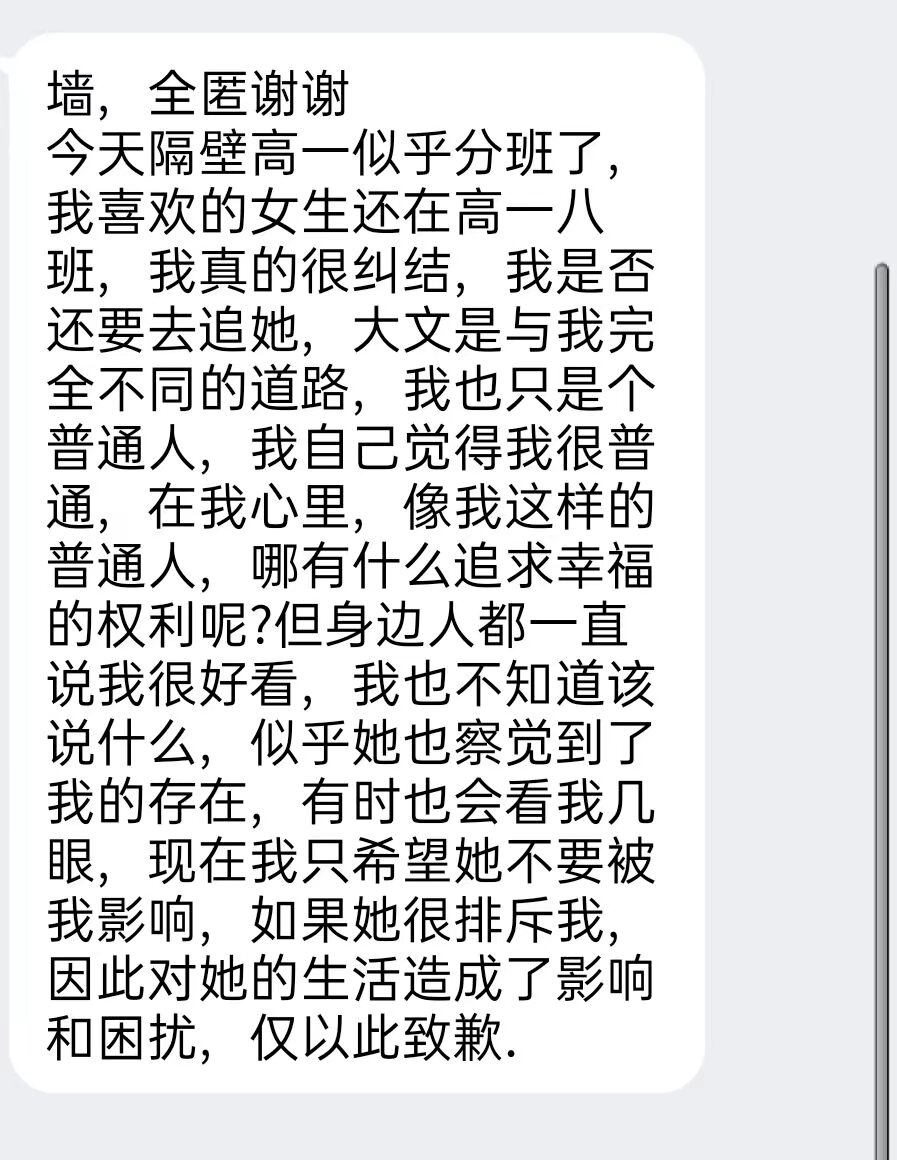 墙，全匿谢谢
今天隔壁高一似乎分班了，
我喜欢的女生还在高一八
班，我真的很纠结，我是否
还要去追她，大文是与我完
全不同的道路，我也只是个
普通人，我自己觉得我很普
通，在我心里，像我这样的
普通人，哪有什么追求幸福
的权利呢?但身边人都一直
说我很好看，我也不知道该
说什么，似乎她也察觉到了
我的存在，有时也会看我几
眼，现在我只希望她不要被
我影响，如果她很排斥我，
因此对她的生活造成了影响
和困扰，仅以此致歉.